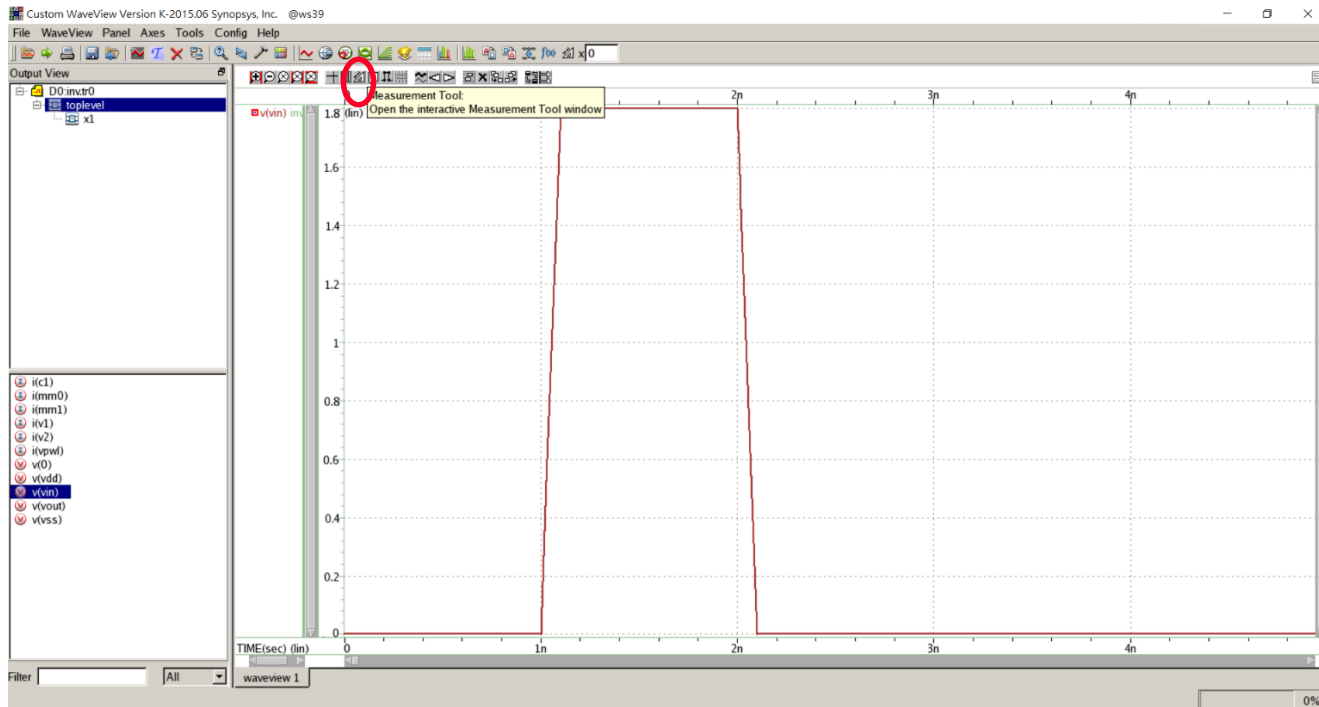 Custom WaveView Version K-2015.06 Synopsys, Inc. @ws39
File WaveView Panel Axes Tools Config Help
f(x) x 0
Output View
D0:inv.tr0
toplevel
x1
Measurement Tool:
Open the interactive Measurement Tool window
2n 3n 4n
v(vin) inv
1.8 (lin)
1.6
1.4
1.2
1
0.8
0.6
0.4
0.2
0
TIME(sec) (lin) 0 1n 2n 3n 4n
i(c1)
i(mm0)
i(mm1)
i(v1)
i(v2)
i(vpwl)
v(0)
v(vdd)
v(vin)
v(vout)
v(vss)
Filter All
waveview 1
0%